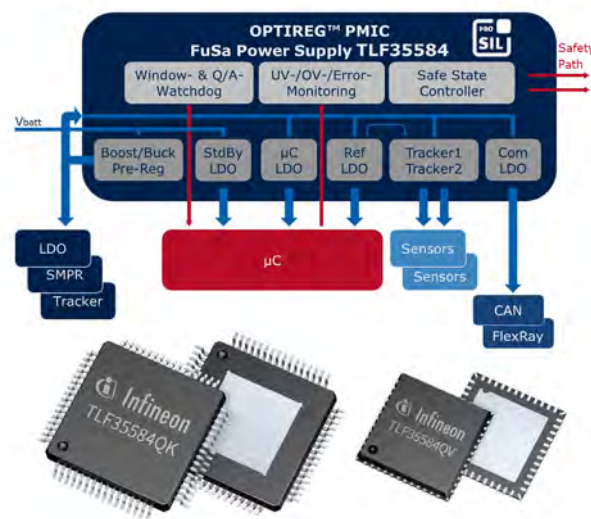 OPTIREG™ PMIC
FuSa Power Supply TLF35584
PRO
SIL
Safety
Path
Window- & Q/A-
Watchdog
UV-/OV-/Error-
Monitoring
Safe State
Controller
Vbatt
Boost/Buck
Pre-Reg
StdBy
LDO
µC
LDO
Ref
LDO
Tracker1
Tracker2
Com
LDO
LDO
SMPR
Tracker
µC
Sensors
Sensors
CAN
FlexRay
Infineon
TLF35584QK
Infineon
TLF35584QV